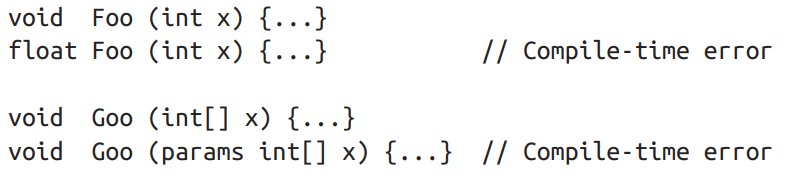 void  Foo (int x) {...}
float Foo (int x) {...}           // Compile-time error
void  Goo (int[] x) {...}
void  Goo (params int[] x) {...}  // Compile-time error